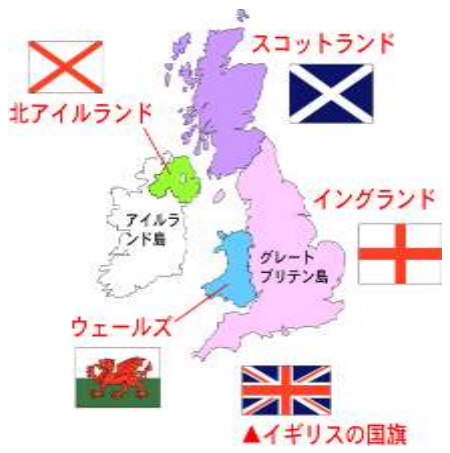 スコットランド
北アイルランド
イングランド
アイルラ
ンド島
グレート
ブリテン島
ウェールズ
▲イギリスの国旗